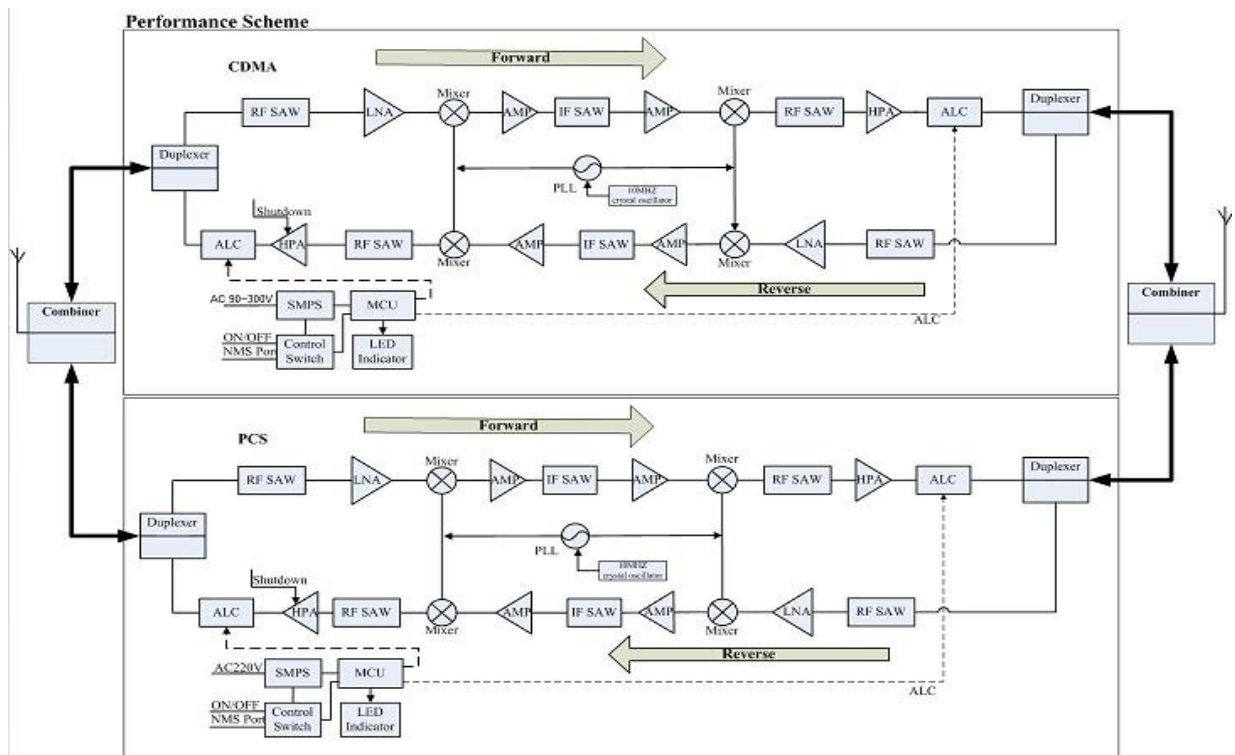 Performance Scheme
CDMA
Forward
RF SAW
LNA
Mixer
AMP
IF SAW
AMP
Mixer
RF SAW
HPA
ALC
Duplexer
Duplexer
PLL
10MHZ
crystal oscillator
Shutdown
ALC
HPA
RF SAW
Mixer
AMP
IF SAW
AMP
Mixer
LNA
RF SAW
Reverse
AC 90~300V
SMPS
MCU
ALC
ON/OFF
NMS Port
Control
Switch
LED
Indicator
Combiner
Combiner
PCS
Forward
RF SAW
LNA
Mixer
AMP
IF SAW
AMP
Mixer
RF SAW
HPA
ALC
Duplexer
Duplexer
PLL
10MHZ
crystal oscillator
Shutdown
ALC
HPA
RF SAW
Mixer
AMP
IF SAW
AMP
Mixer
LNA
RF SAW
Reverse
AC220V
SMPS
MCU
ALC
ON/OFF
NMS Port
Control
Switch
LED
Indicator